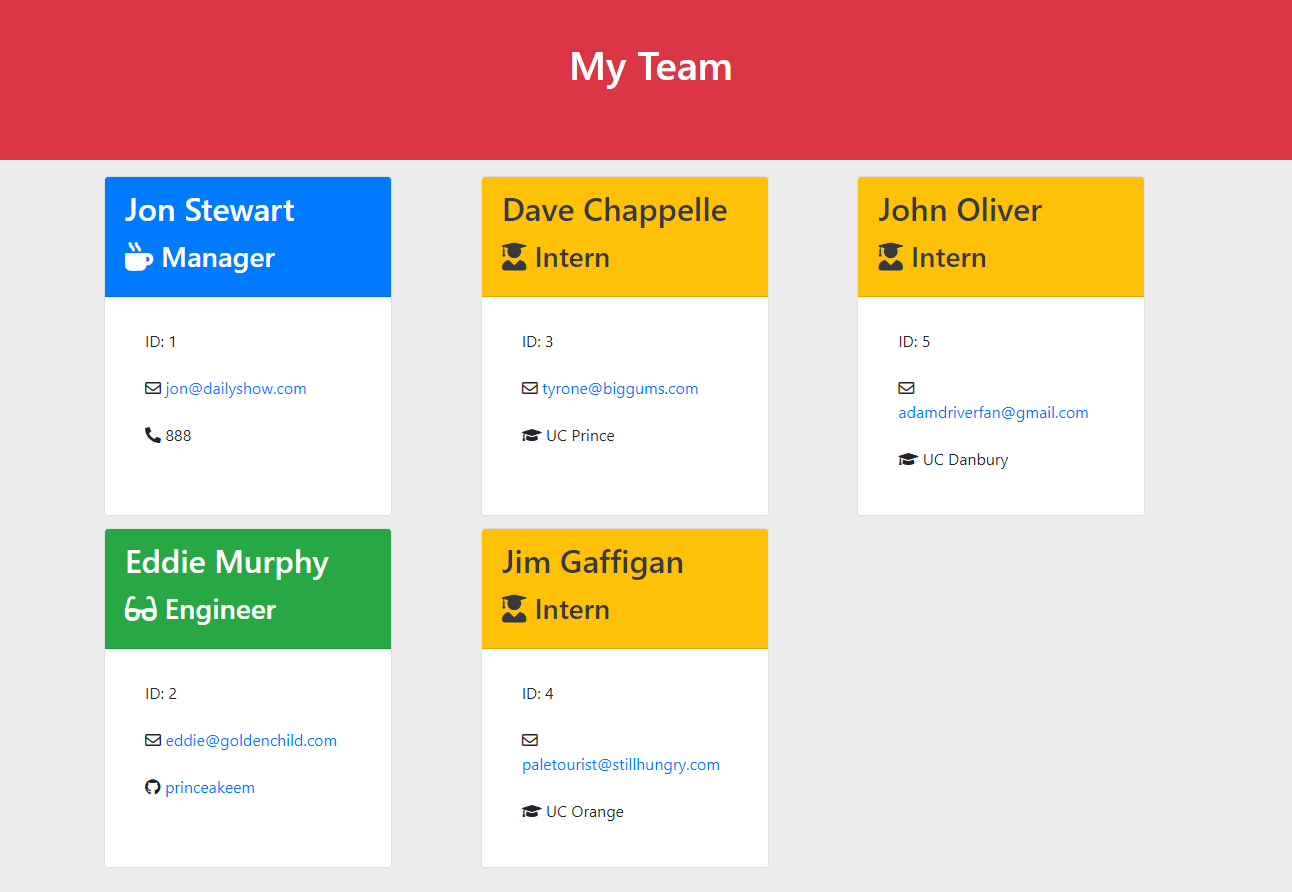 My Team
Jon Stewart
Manager
ID: 1
jon@dailyshow.com
888
Dave Chappelle
Intern
ID: 3
tyrone@biggums.com
UC Prince
John Oliver
Intern
ID: 5
adamdriverfan@gmail.com
UC Danbury
Eddie Murphy
Engineer
ID: 2
eddie@goldenchild.com
princeakeem
Jim Gaffigan
Intern
ID: 4
paletourist@stillhungry.com
UC Orange